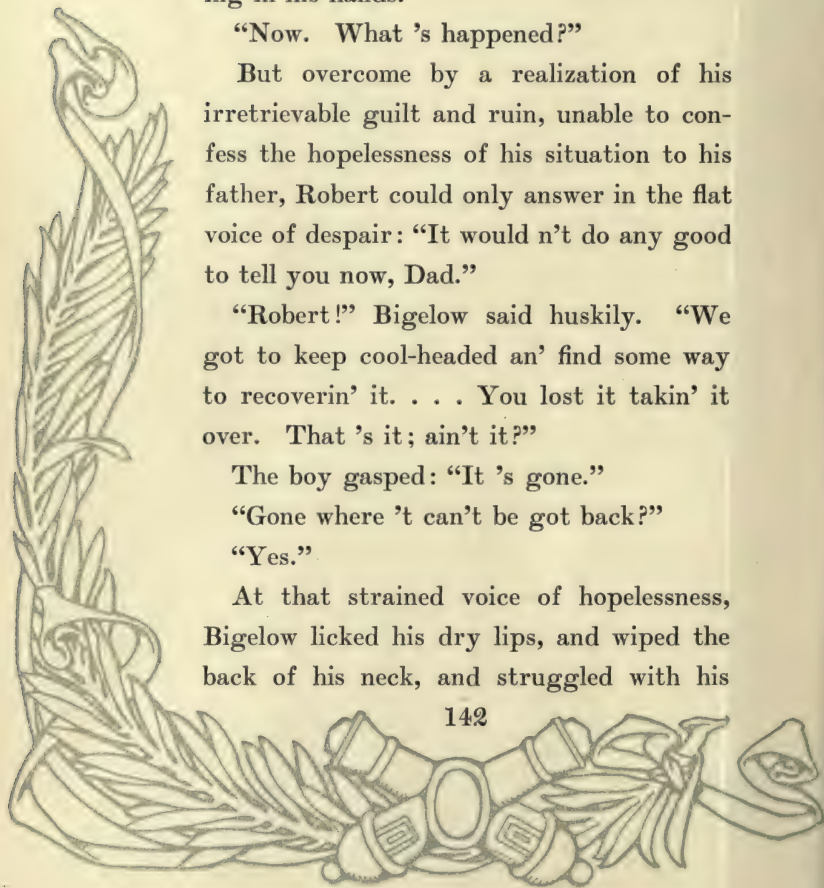 "Now. What 's happened?"
But overcome by a realization of his
irretrievable guilt and ruin, unable to con-
fess the hopelessness of his situation to his
father, Robert could only answer in the flat
voice of despair: "It would n't do any good
to tell you now, Dad."
"Robert!" Bigelow said huskily. "We
got to keep cool-headed an' find some way
to recoverin' it. . . . You lost it takin' it
over. That 's it; ain't it?"
The boy gasped: "It 's gone."
"Gone where 't can't be got back?"
"Yes."
At that strained voice of hopelessness,
Bigelow licked his dry lips, and wiped the
back of his neck, and struggled with his
142